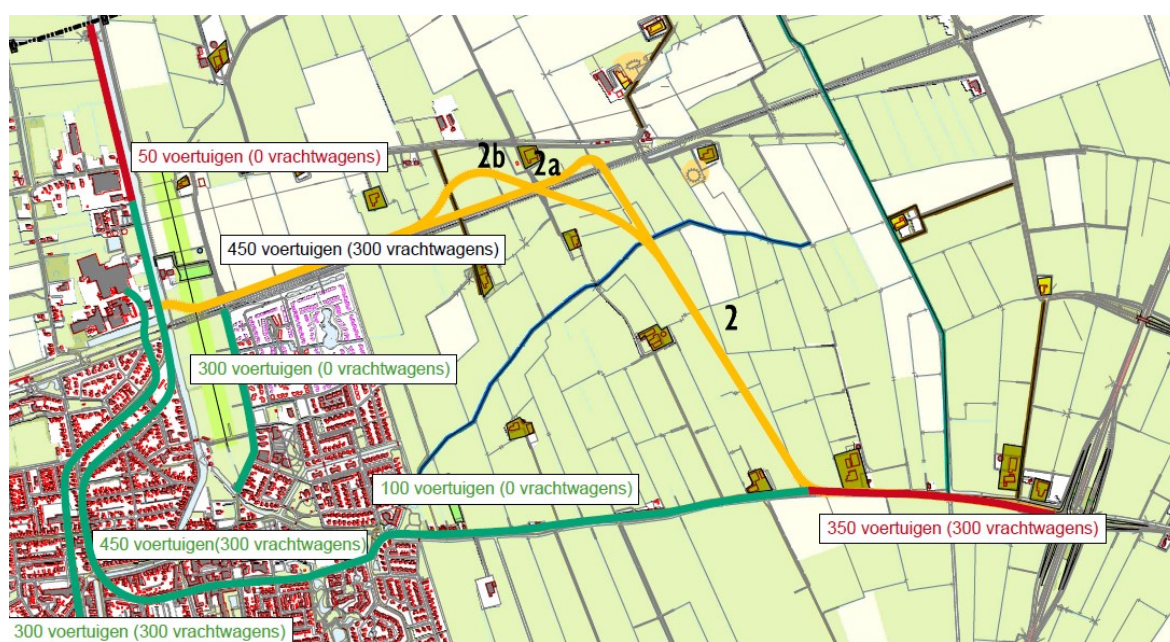 50 voertuigen (0 vrachtwagens)
2b
2a
450 voertuigen (300 vrachtwagens)
2
300 voertuigen (0 vrachtwagens)
100 voertuigen (0 vrachtwagens)
350 voertuigen (300 vrachtwagens)
450 voertuigen(300 vrachtwagens)
300 voertuigen (300 vrachtwagens)